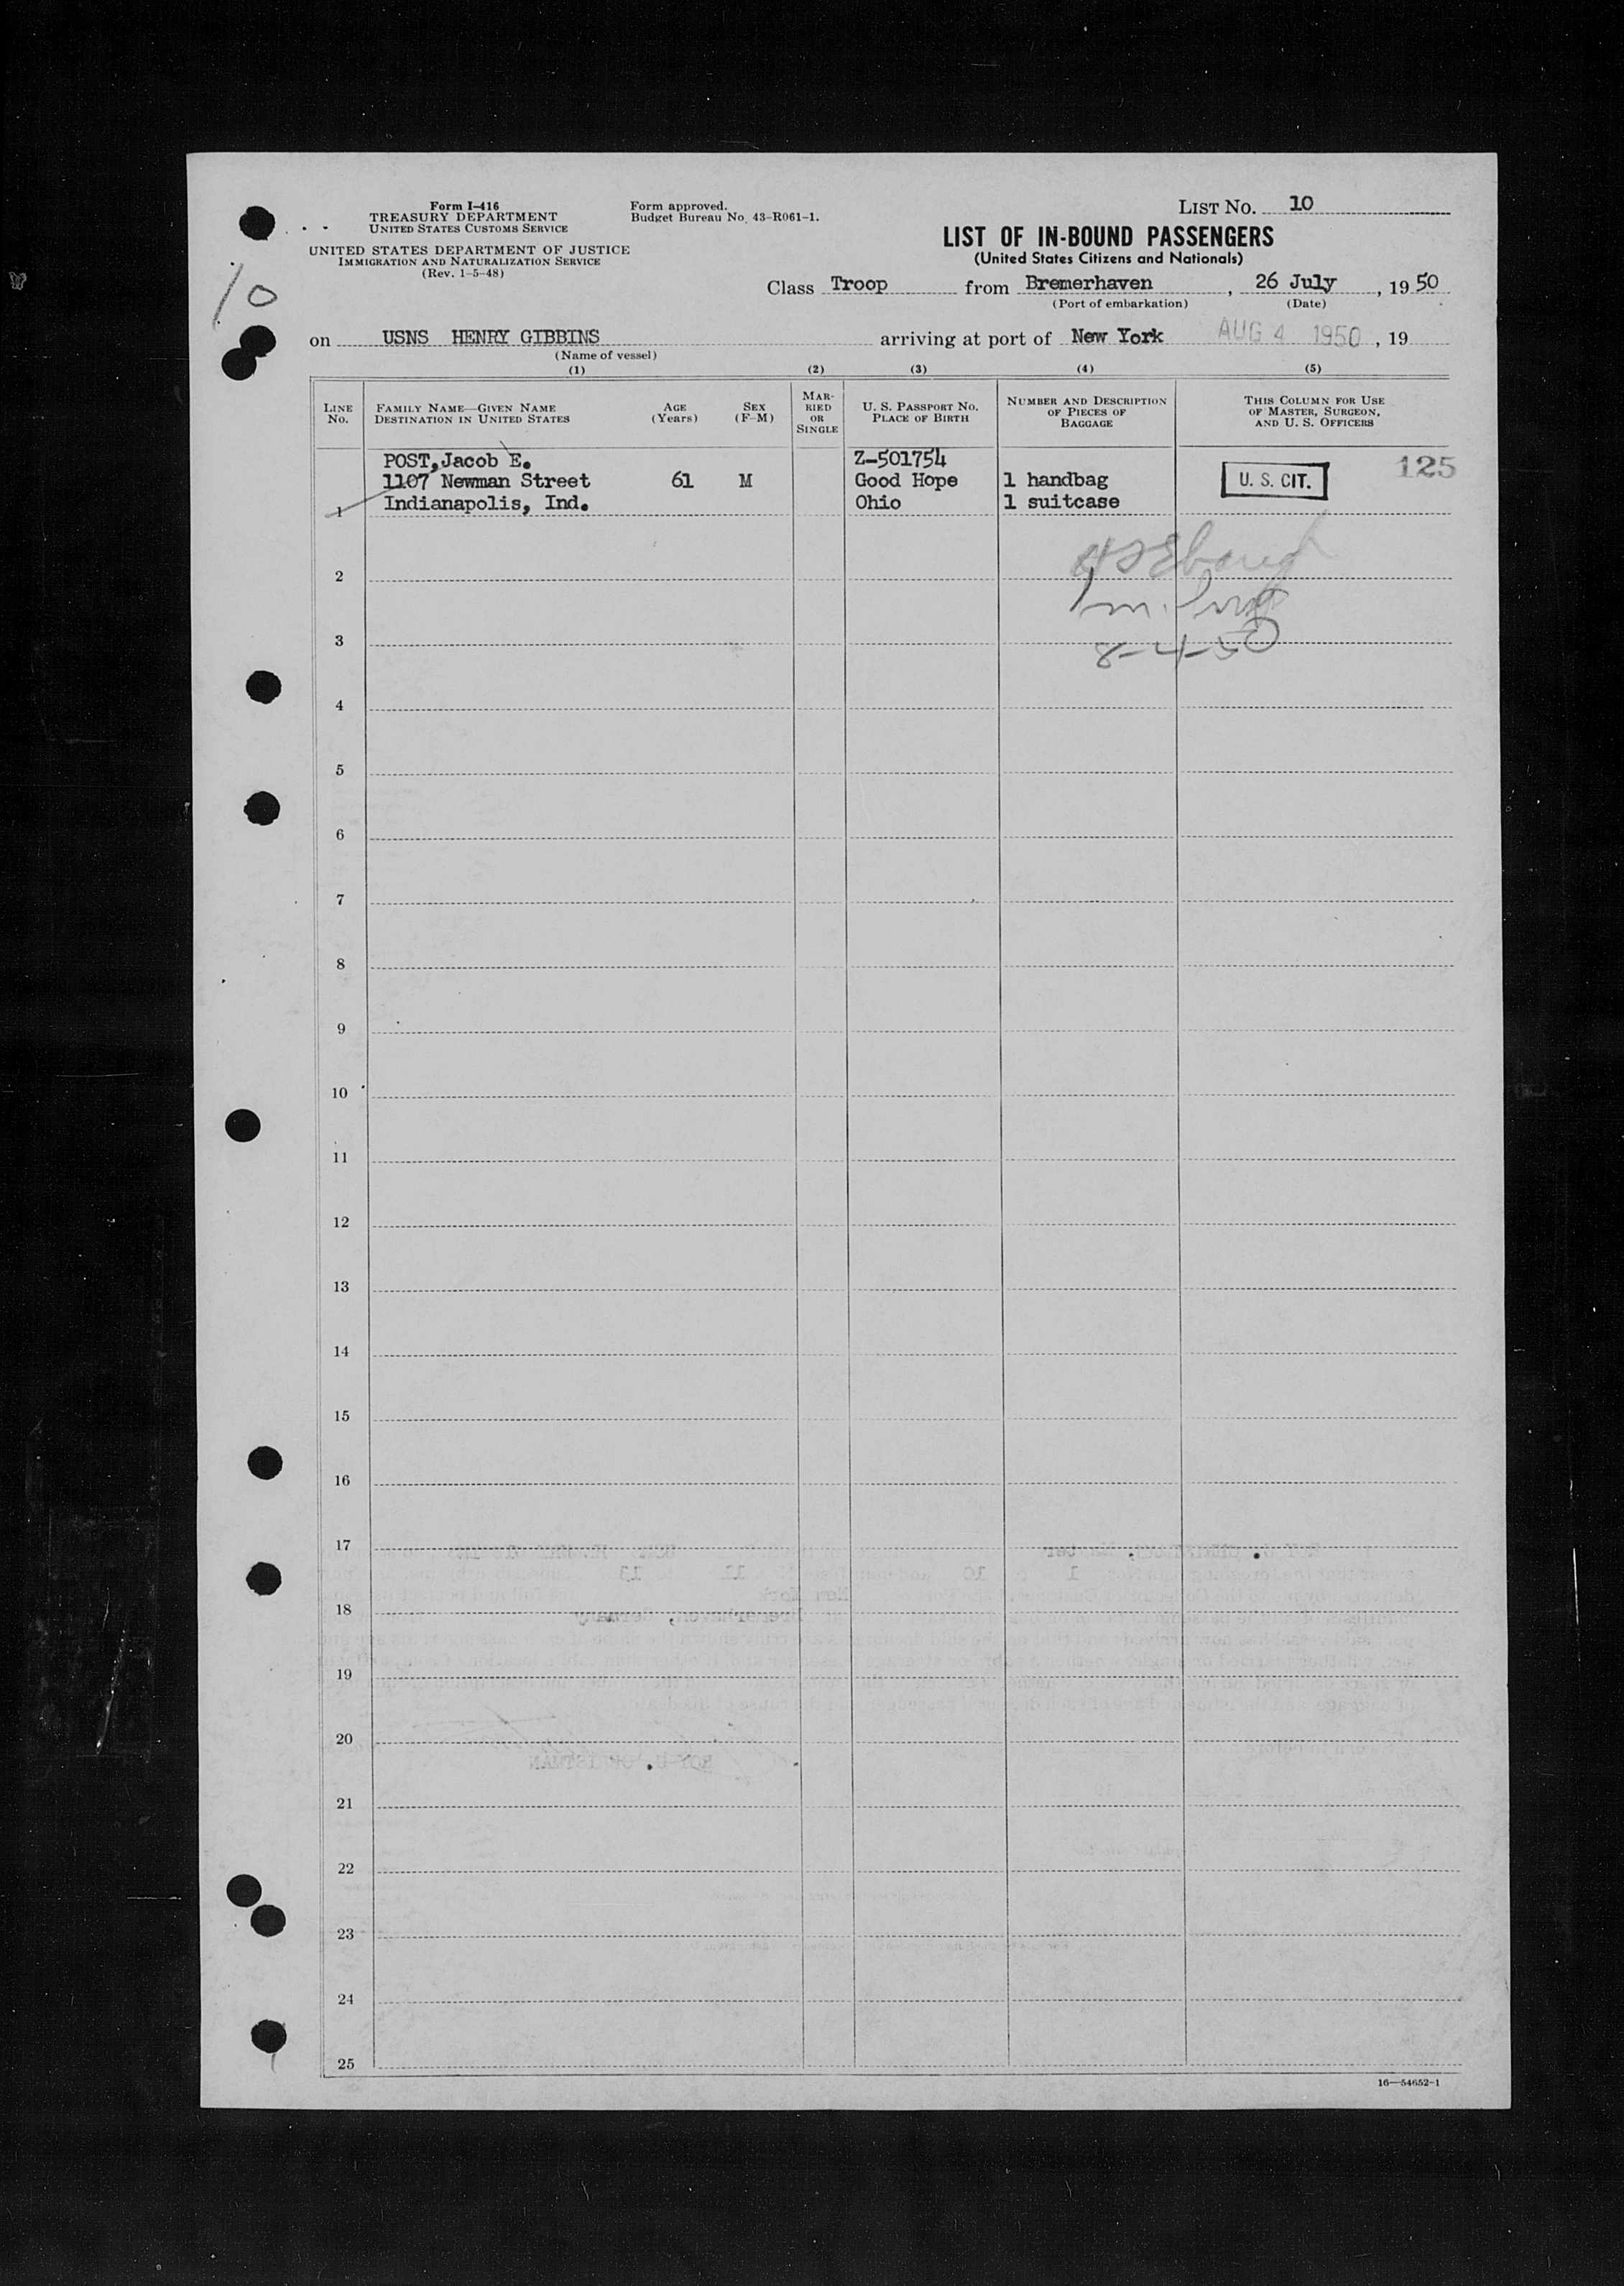 Form I-416
TREASURY DEPARTMENT
UNITED STATES CUSTOMS SERVICE
UNITED STATES DEPARTMENT OF JUSTICE
IMMIGRATION AND NATURALIZATION SERVICE
(Rev. 1-5-48)
Form approved.
Budget Bureau No. 43-R061-1.
LIST NO. 10
LIST OF IN-BOUND PASSENGERS
(United States Citizens and Nationals)
10
Class Troop from Bremerhaven, 26 July, 1950
(Port of embarkation) (Date)
on USNS HENRY GIBBINS arriving at port of New York AUG 4 1950, 19
(Name of vessel)
(1) (2) (3) (4) (5)
LINE NO.
FAMILY NAME—GIVEN NAME
DESTINATION IN UNITED STATES
AGE
(YEARS)
SEX
(F-M)
MARRIED OR SINGLE
U. S. PASSPORT NO.
PLACE OF BIRTH
NUMBER AND DESCRIPTION
OF PIECES OF
BAGGAGE
THIS COLUMN FOR USE
OF MASTER, SURGEON,
AND U. S. OFFICERS
POST, Jacob E. Z-501754 125
1107 Newman Street 61 M Good Hope 1 handbag U. S. CIT.
1 Indianapolis, Ind. Ohio 1 suitcase
2
3
8-4-50
4
5
6
7
8
9
10
11
12
13
14
15
16
17
18
19
20
21
22
23
24
25
16—54652-1